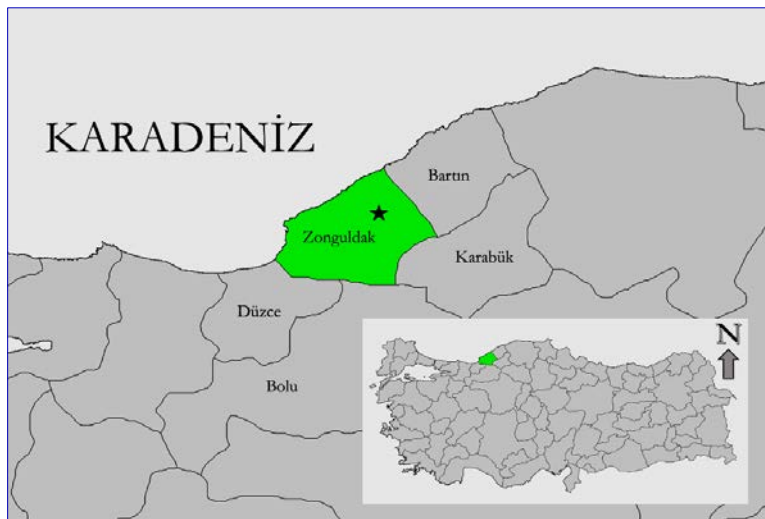 KARADENİZ
Bartın
Zonguldak
Karabük
Düzce
Bolu
N